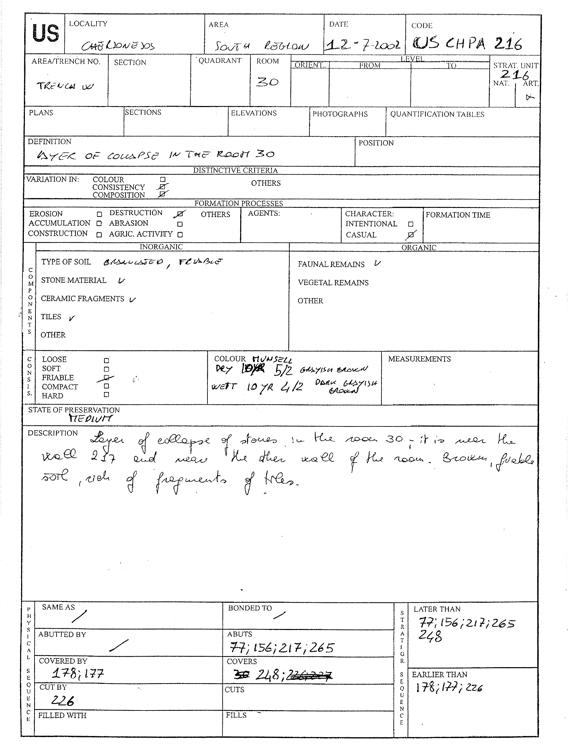 US
LOCALITY
CHERSONESOS
AREA
SOUTH REGION
DATE
12-7-2002
CODE
US CHPA 216
AREA/TRENCH NO.
TRENCH W
SECTION
QUADRANT
ROOM
30
LEVEL
ORIENT. FROM TO
STRAT. UNIT
216
NAT. ART.
x
PLANS
SECTIONS
ELEVATIONS
PHOTOGRAPHS
QUANTIFICATION TABLES
DEFINITION
LAYER OF COLLAPSE IN THE ROOM 30
POSITION
DISTINCTIVE CRITERIA
VARIATION IN: COLOUR
CONSISTENCY
COMPOSITION
OTHERS
FORMATION PROCESSES
EROSION
ACCUMULATION
CONSTRUCTION
DESTRUCTION
ABRASION
AGRIC. ACTIVITY
OTHERS
AGENTS:
CHARACTER:
INTENTIONAL
CASUAL
FORMATION TIME
COMPONENTS
INORGANIC
TYPE OF SOIL GRANULATED, FRIABLE
STONE MATERIAL v
CERAMIC FRAGMENTS v
TILES v
OTHER
ORGANIC
FAUNAL REMAINS v
VEGETAL REMAINS
OTHER
CONSIS.
LOOSE
SOFT
FRIABLE
COMPACT
HARD
COLOUR MUNSELL
DRY 10YR 5/2 GRAYISH BROWN
WETT 10 YR 4/2 DARK GRAYISH
BROWN
MEASUREMENTS
STATE OF PRESERVATION
MEDIUM
DESCRIPTION Layer of collapse of stones in the room 30; it is near the
wall 217 and near the other wall of the room. Brown, friable
soil, rich of fragments of tiles.
PHYSICAL SEQUENCE
SAME AS /
BONDED TO /
ABUTTED BY /
ABUTS
77; 156; 217; 265
COVERED BY
178; 177
COVERS
248;
CUT BY
226
CUTS
FILLED WITH
FILLS
STRATIGR. SEQUENCE
LATER THAN
77; 156; 217; 265
248
EARLIER THAN
178; 177; 226